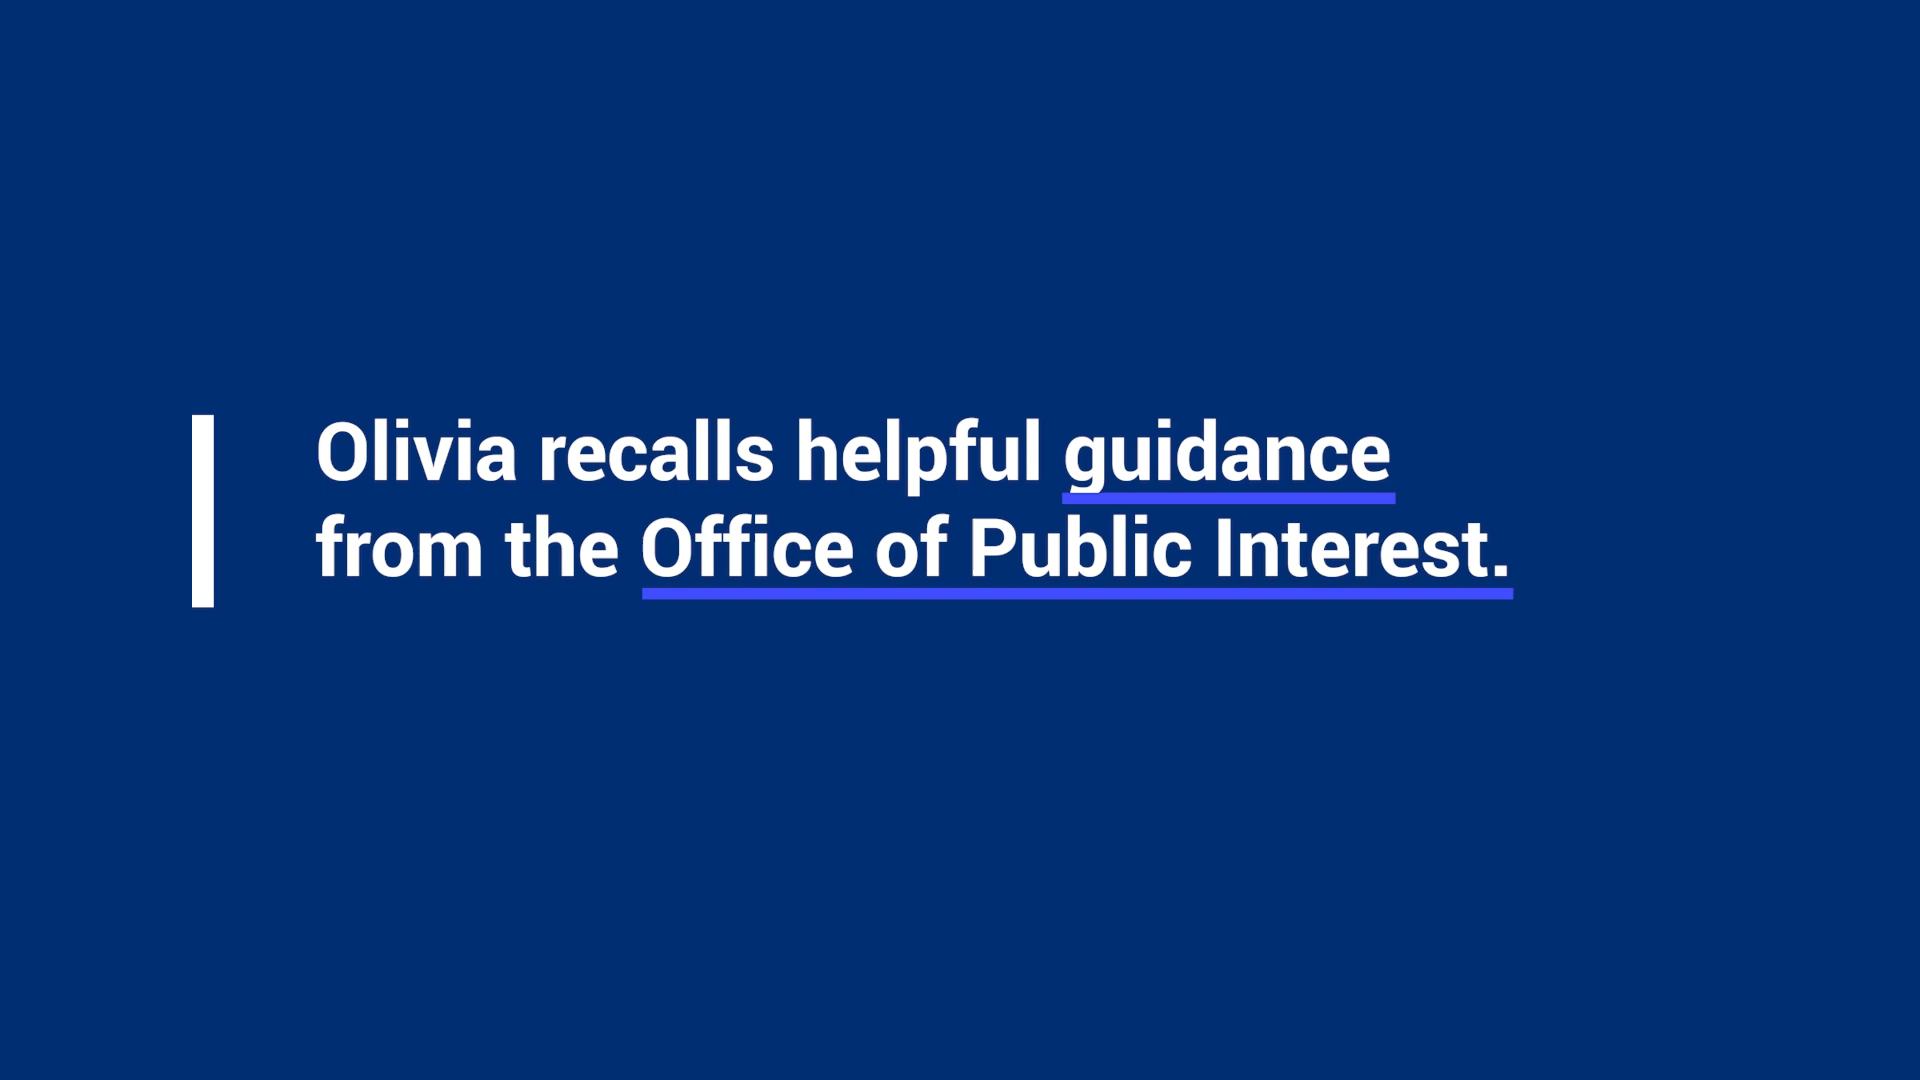 Olivia recalls helpful guidance
from the Office of Public Interest.